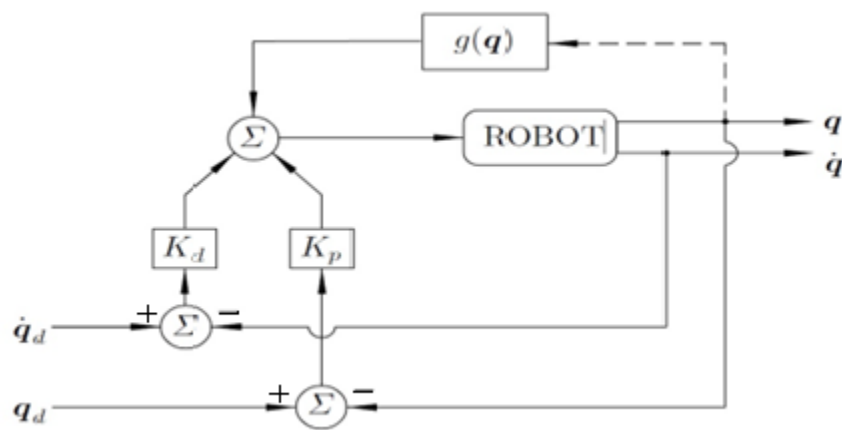 g(q)
Σ
ROBOT
q
q̇
K_d
K_p
+
−
q̇_d
Σ
+
−
q_d
Σ